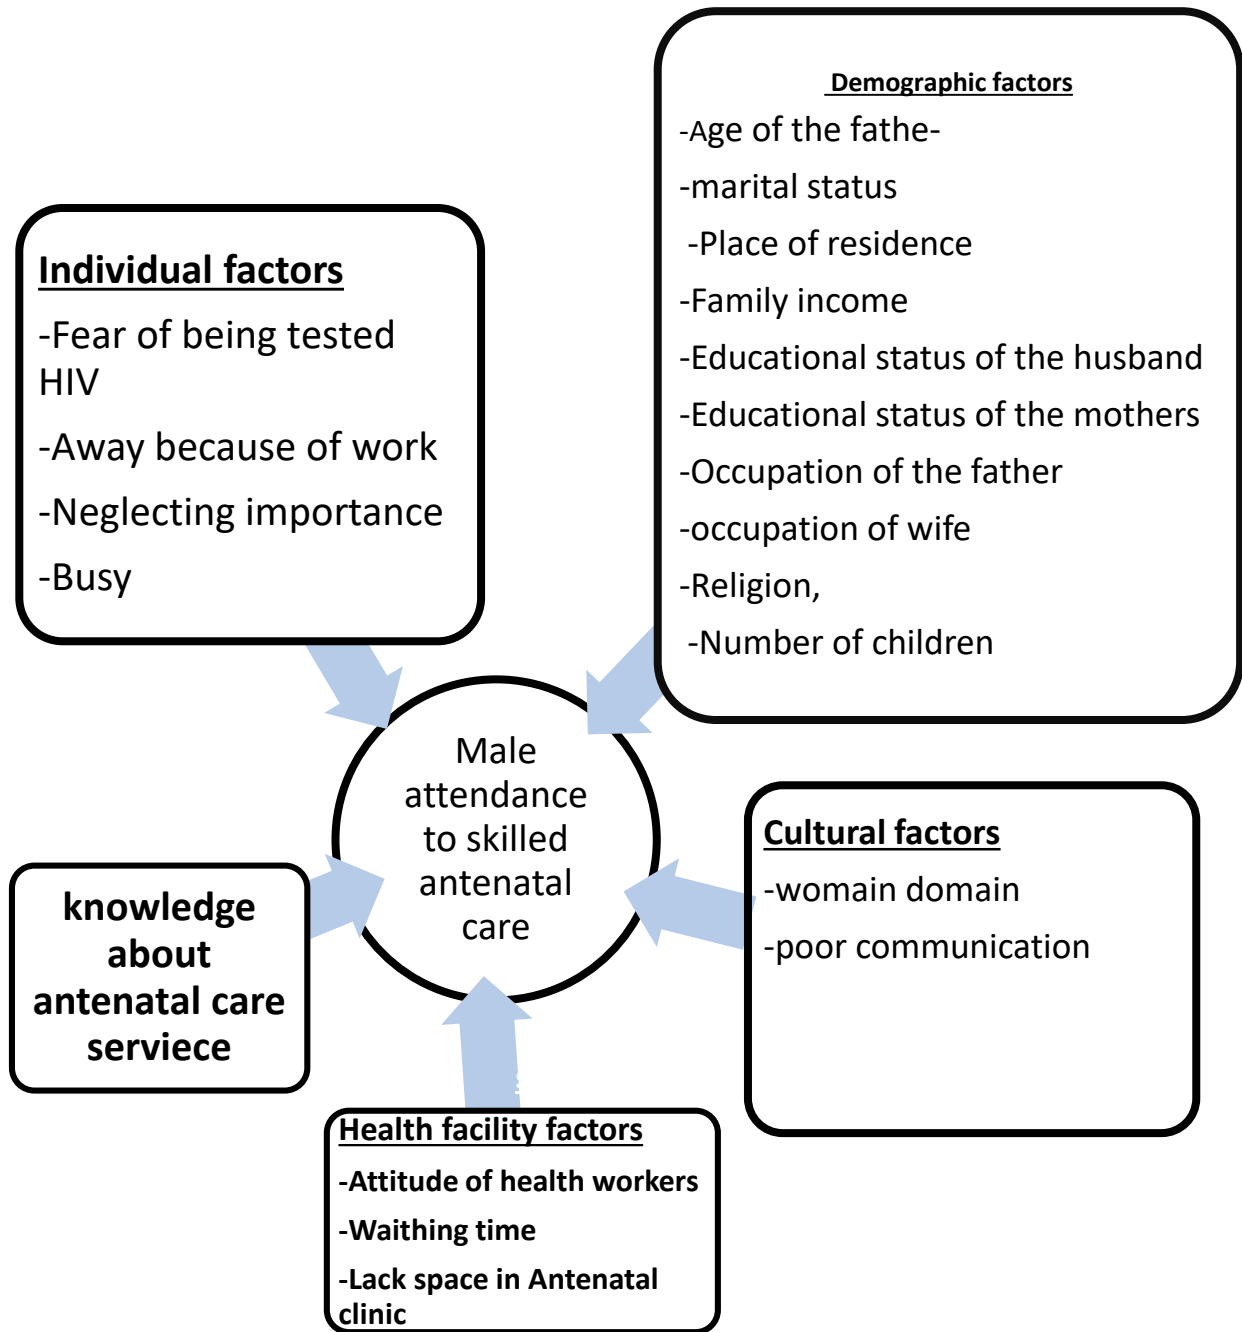 Demographic factors
-Age of the fathe-
-marital status
-Place of residence
-Family income
-Educational status of the husband
-Educational status of the mothers
-Occupation of the father
-occupation of wife
-Religion,
-Number of children
Individual factors
-Fear of being tested
HIV
-Away because of work
-Neglecting importance
-Busy
Male
attendance
to skilled
antenatal
care
Cultural factors
-womain domain
-poor communication
knowledge
about
antenatal care
serviece
Health facility factors
-Attitude of health workers
-Waithing time
-Lack space in Antenatal
clinic